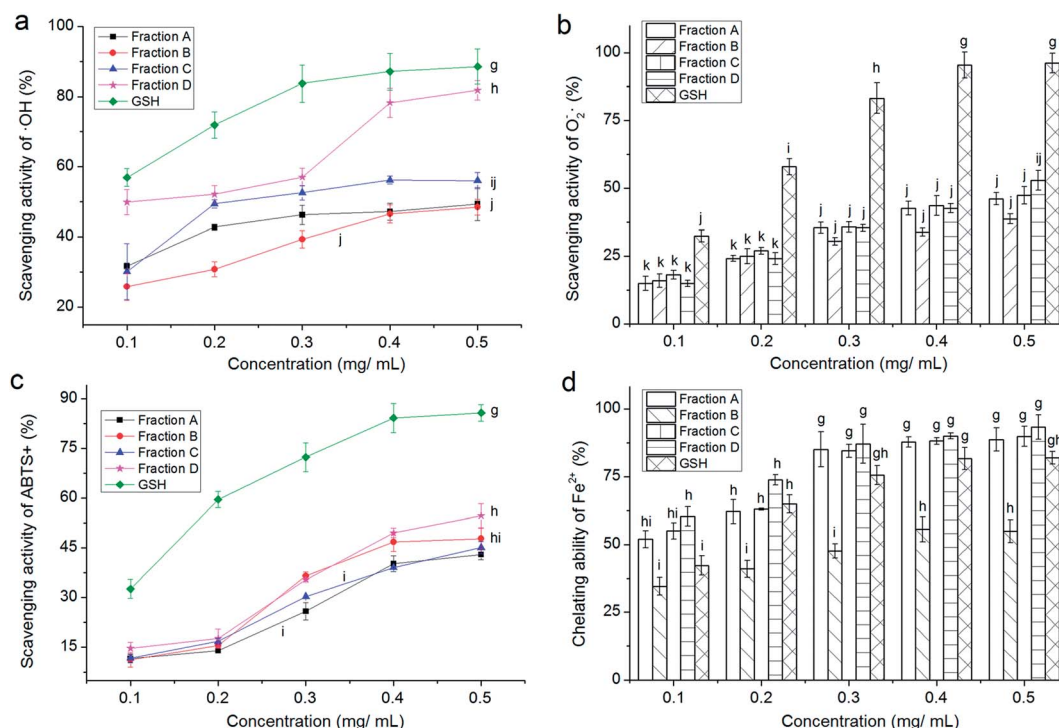 a
Scavenging activity of ·OH (%)
100
80
60
40
20
Fraction A
Fraction B
Fraction C
Fraction D
GSH
g
h
ij
j
j
0.1 0.2 0.3 0.4 0.5
Concentration (mg/ mL)
b
Scavenging activity of O₂⁻· (%)
100
75
50
25
0
Fraction A
Fraction B
Fraction C
Fraction D
GSH
k k k k j
k k k k i
j j j j h
j j j j g
j j j ij g
0.1 0.2 0.3 0.4 0.5
Concentration (mg/ mL)
c
Scavenging activity of ABTS+ (%)
90
75
60
45
30
15
Fraction A
Fraction B
Fraction C
Fraction D
GSH
g
h
hi
i
i
0.1 0.2 0.3 0.4 0.5
Concentration (mg/ mL)
d
Chelating ability of Fe²⁺ (%)
100
75
50
25
0
Fraction A
Fraction B
Fraction C
Fraction D
GSH
hi i hi h i
h i h h h
g i g g gh
g h g g g
g h g g gh
0.1 0.2 0.3 0.4 0.5
Concentration (mg/ mL)